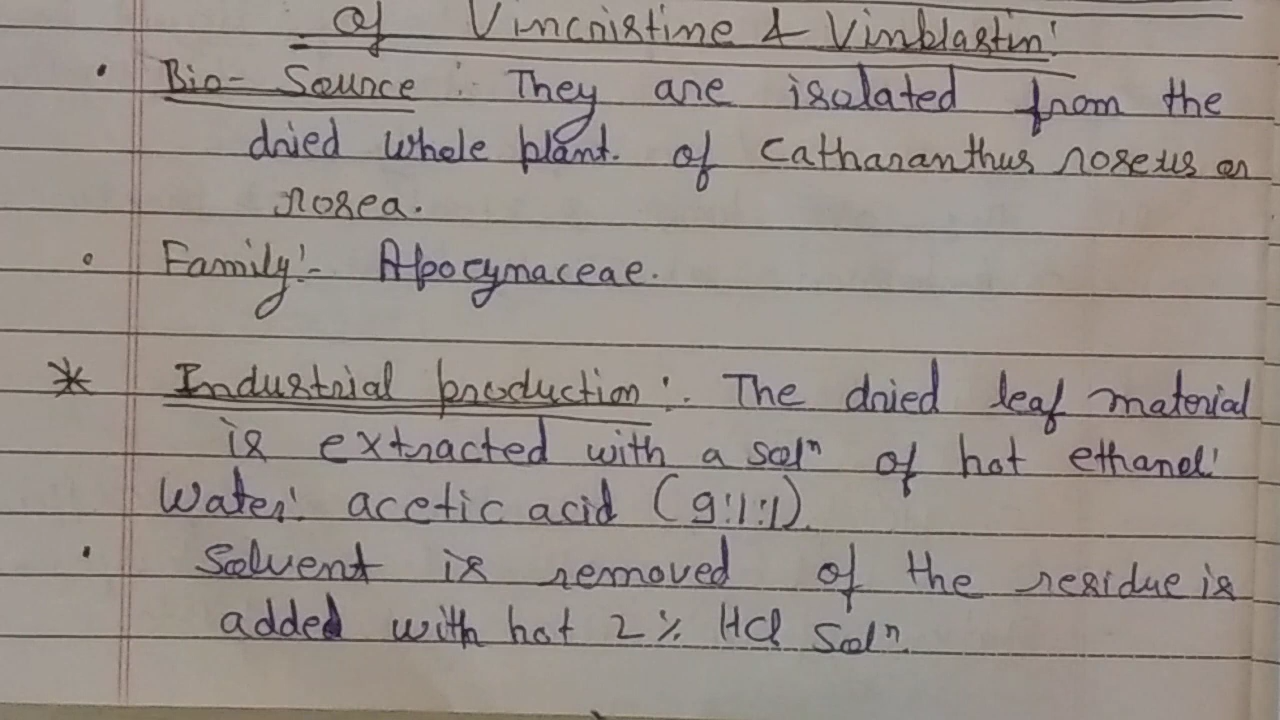 of Vincristine & Vinblastin:
• Bio-Source: They are isolated from the
dried whole plant. of Catharanthus roseus or
rosea.
• Family:- Apocynaceae.
* Industrial production: The dried leaf material
is extracted with a solⁿ of hot ethanol:
Water: acetic acid (9:1:1).
• Solvent is removed of the residue is
added with hot 2% HCl Solⁿ.